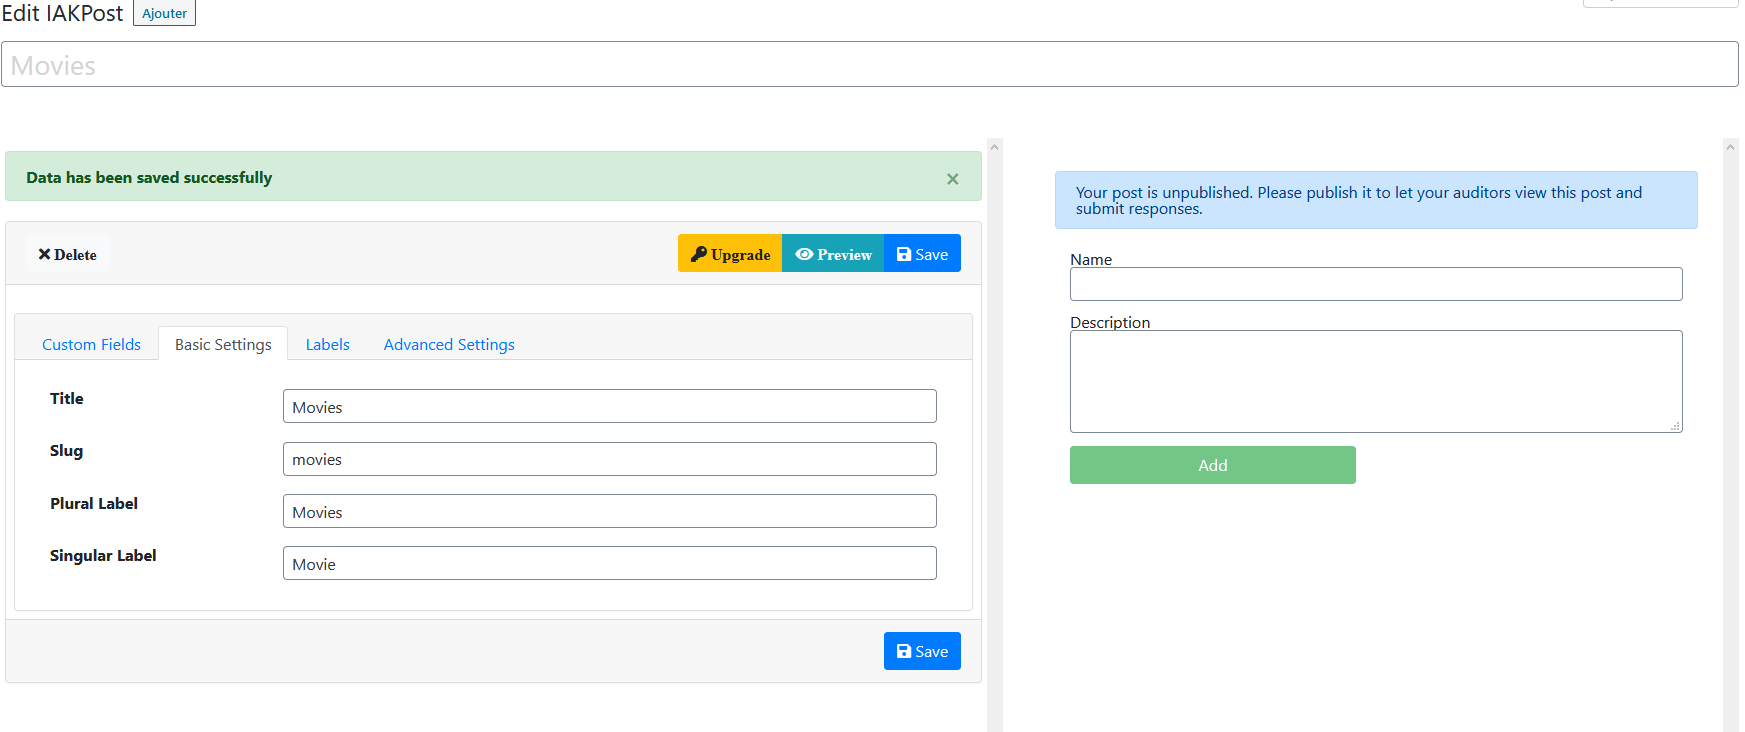 Edit IAKPost Ajouter
Movies
Data has been saved successfully ×
Delete Upgrade Preview Save
Custom Fields Basic Settings Labels Advanced Settings
Title Movies
Slug movies
Plural Label Movies
Singular Label Movie
Save
Your post is unpublished. Please publish it to let your auditors view this post and
submit responses.
Name
Description
Add